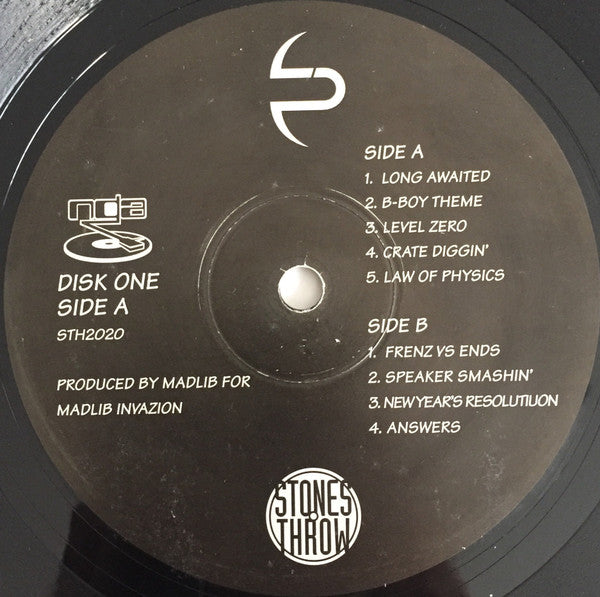 SIDE A
1. LONG AWAITED
2. B-BOY THEME
3. LEVEL ZERO
4. CRATE DIGGIN'
5. LAW OF PHYSICS
nda
DISK ONE
SIDE A
STH2020
SIDE B
1. FRENZ VS ENDS
2. SPEAKER SMASHIN'
3. NEW YEAR'S RESOLUTIUON
4. ANSWERS
PRODUCED BY MADLIB FOR
MADLIB INVAZION
STONES
THROW